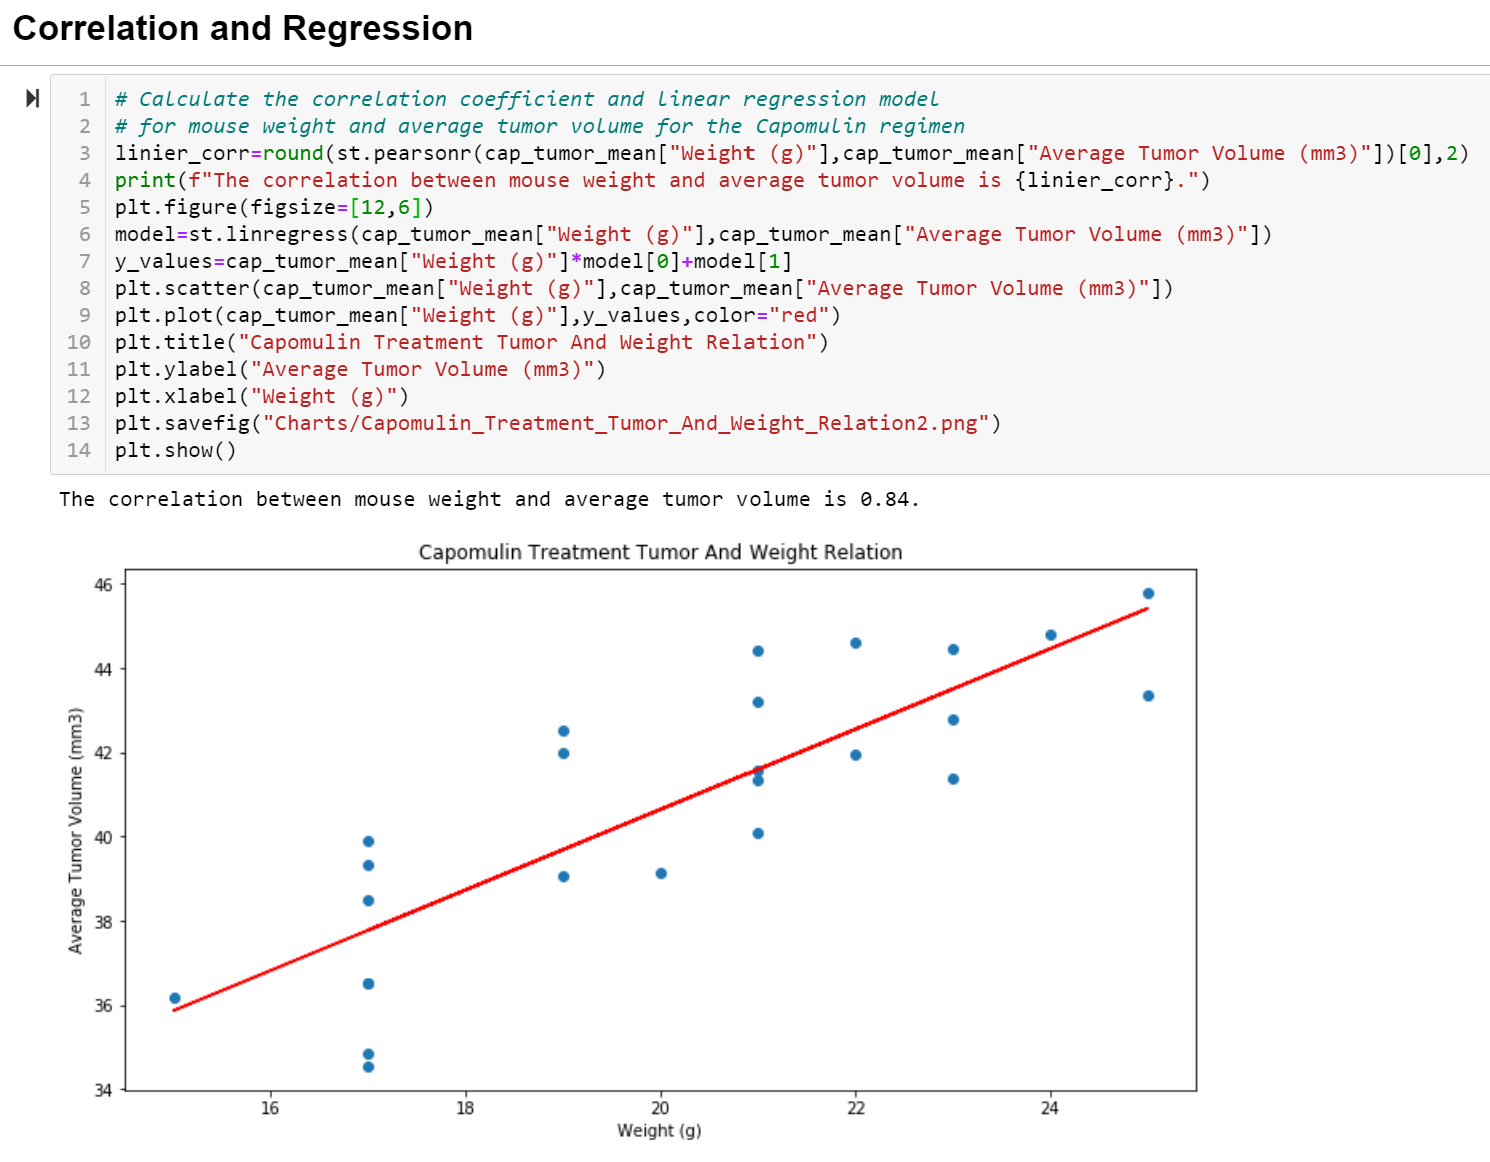 Correlation and Regression
1 # Calculate the correlation coefficient and linear regression model
2 # for mouse weight and average tumor volume for the Capomulin regimen
3 linier_corr=round(st.pearsonr(cap_tumor_mean["Weight (g)"],cap_tumor_mean["Average Tumor Volume (mm3)"])[0],2)
4 print(f"The correlation between mouse weight and average tumor volume is {linier_corr}.")
5 plt.figure(figsize=[12,6])
6 model=st.linregress(cap_tumor_mean["Weight (g)"],cap_tumor_mean["Average Tumor Volume (mm3)"])
7 y_values=cap_tumor_mean["Weight (g)"]*model[0]+model[1]
8 plt.scatter(cap_tumor_mean["Weight (g)"],cap_tumor_mean["Average Tumor Volume (mm3)"])
9 plt.plot(cap_tumor_mean["Weight (g)"],y_values,color="red")
10 plt.title("Capomulin Treatment Tumor And Weight Relation")
11 plt.ylabel("Average Tumor Volume (mm3)")
12 plt.xlabel("Weight (g)")
13 plt.savefig("Charts/Capomulin_Treatment_Tumor_And_Weight_Relation2.png")
14 plt.show()
The correlation between mouse weight and average tumor volume is 0.84.
Capomulin Treatment Tumor And Weight Relation
Average Tumor Volume (mm3)
46
44
42
40
38
36
34
16 18 20 22 24
Weight (g)